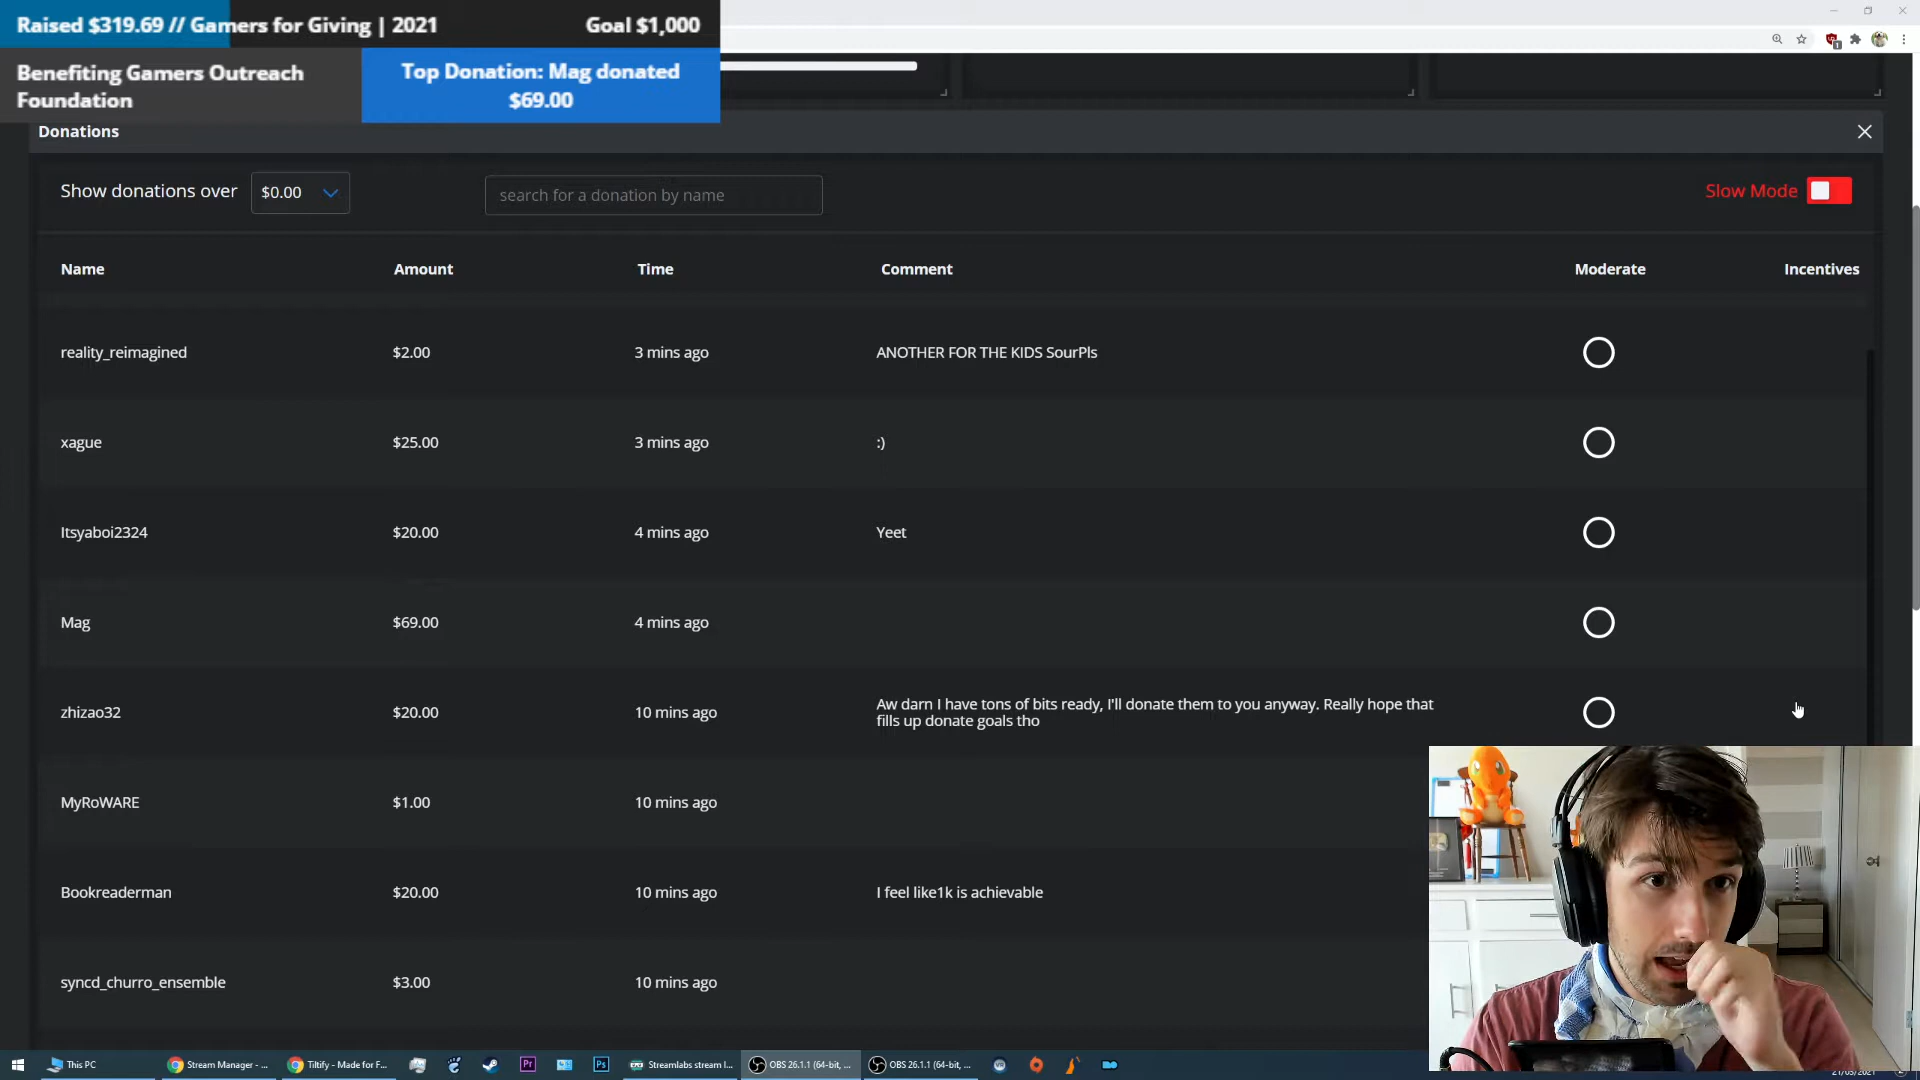 Raised $319.69 // Gamers for Giving | 2021
Goal $1,000
Benefiting Gamers Outreach
Foundation
Top Donation: Mag donated
$69.00
Donations
Show donations over
$0.00
search for a donation by name
Slow Mode
Name Amount Time Comment Moderate Incentives
reality_reimagined $2.00 3 mins ago ANOTHER FOR THE KIDS SourPls
xague $25.00 3 mins ago :)
Itsyaboi2324 $20.00 4 mins ago Yeet
Mag $69.00 4 mins ago
zhizao32 $20.00 10 mins ago Aw darn I have tons of bits ready, I'll donate them to you anyway. Really hope that
fills up donate goals tho
MyRoWARE $1.00 10 mins ago
Bookreaderman $20.00 10 mins ago I feel like1k is achievable
syncd_churro_ensemble $3.00 10 mins ago
This PC
Stream Manager - ...
Tiltify - Made for F...
Pr
Ps
Streamlabs stream l...
OBS 26.1.1 (64-bit, ...
OBS 26.1.1 (64-bit, ...